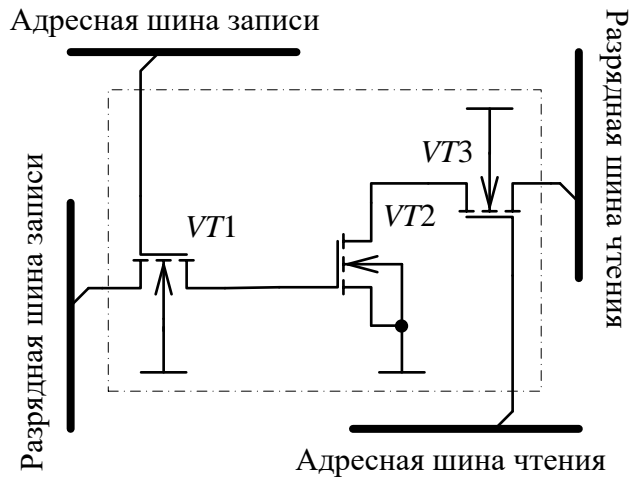 Адресная шина записи
Разрядная шина записи
VT1
VT2
VT3
Разрядная шина чтения
Адресная шина чтения